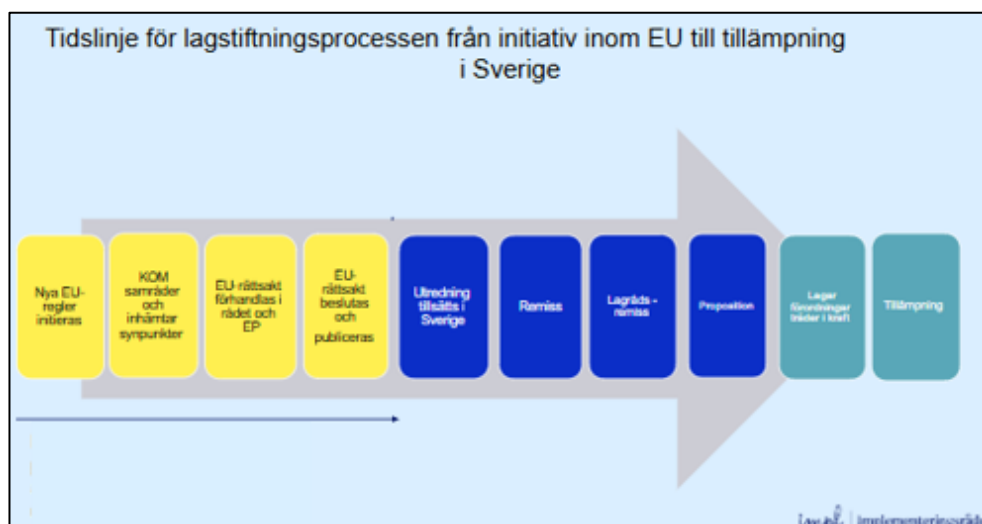 Tidslinje för lagstiftningsprocessen från initiativ inom EU till tillämpning
i Sverige
Nya EU-
regler
initieras
KOM
samråder
och
inhämtar
synpunkter
EU-rättsakt
förhandlas i
rådet och
EP
EU-
rättsakt
beslutas
och
publiceras
Utredning
tillsätts i
Sverige
Remiss
Lagråds -
remiss
Proposition
Lagar
förordningar
träder i kraft
Tillämpning
impl | Implementeringsråde